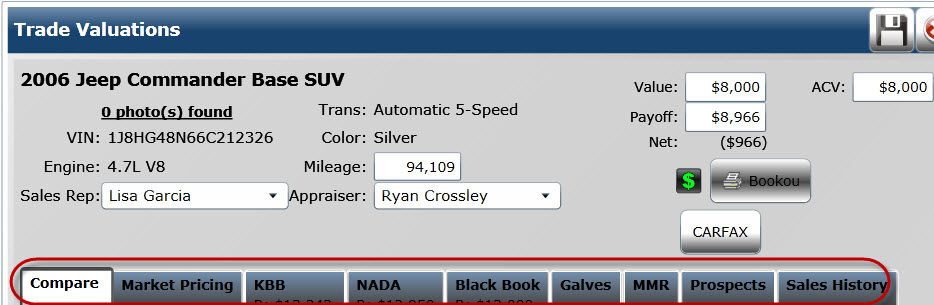 Trade Valuations
2006 Jeep Commander Base SUV
0 photo(s) found
Trans: Automatic 5-Speed
VIN: 1J8HG48N66C212326
Color: Silver
Engine: 4.7L V8
Mileage: 94,109
Sales Rep: Lisa Garcia
Appraiser: Ryan Crossley
Value: $8,000
ACV: $8,000
Payoff: $8,966
Net: ($966)
$
Bookou
CARFAX
Compare
Market Pricing
KBB
NADA
Black Book
Galves
MMR
Prospects
Sales History